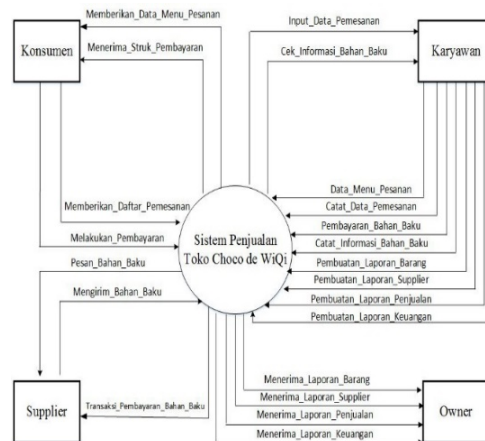 Memberikan_Data_Menu_Pesanan
Input_Data_Pemesanan
Konsumen
Menerima_Struk_Pembayaran
Cek_Informasi_Bahan_Baku
Karyawan
Data_Menu_Pesanan
Catat_Data_Pemesanan
Memberikan_Daftar_Pemesanan
Pembayaran_Bahan_Baku
Sistem Penjualan
Toko Choco de WiQi
Melakukan_Pembayaran
Catat_Informasi_Bahan_Baku
Pesan_Bahan_Baku
Pembuatan_Laporan_Barang
Pembuatan_Laporan_Supplier
Mengirim_Bahan_Baku
Pembuatan_Laporan_Penjualan
Pembuatan_Laporan_Keuangan
Menerima_Laporan_Barang
Menerima_Laporan_Supplier
Supplier
Transaksi_Pembayaran_Bahan_Baku
Menerima_Laporan_Penjualan
Owner
Menerima_Laporan_Keuangan